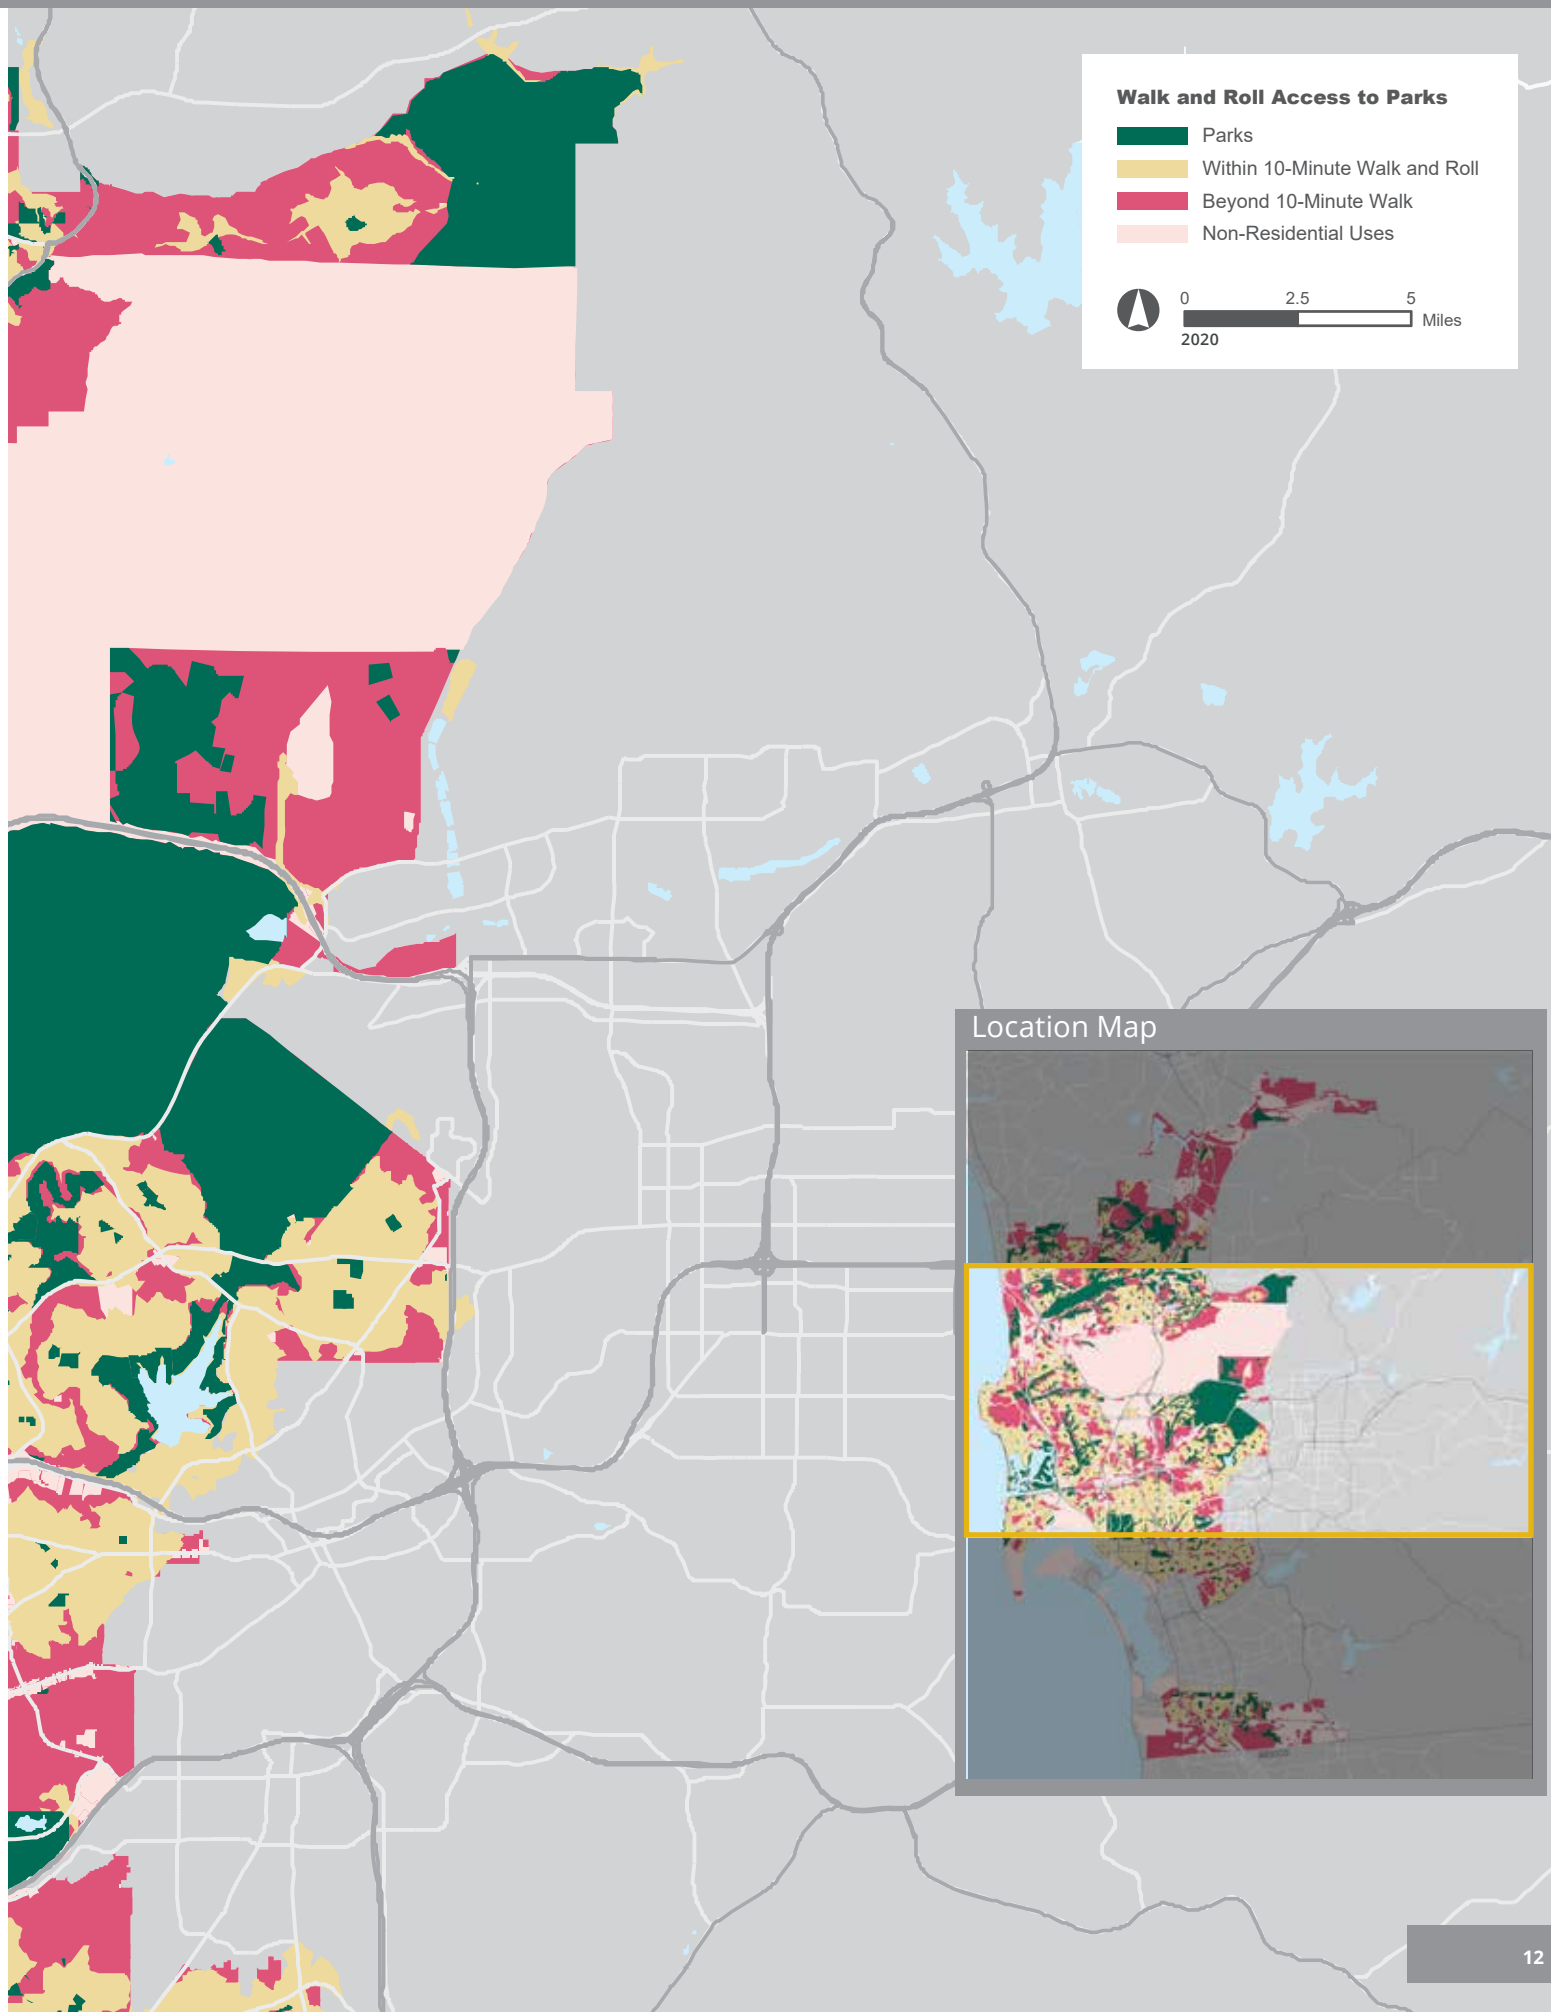 Walk and Roll Access to Parks
Parks
Within 10-Minute Walk and Roll
Beyond 10-Minute Walk
Non-Residential Uses
0 2.5 5
Miles
2020
Location Map
MEXICO
12